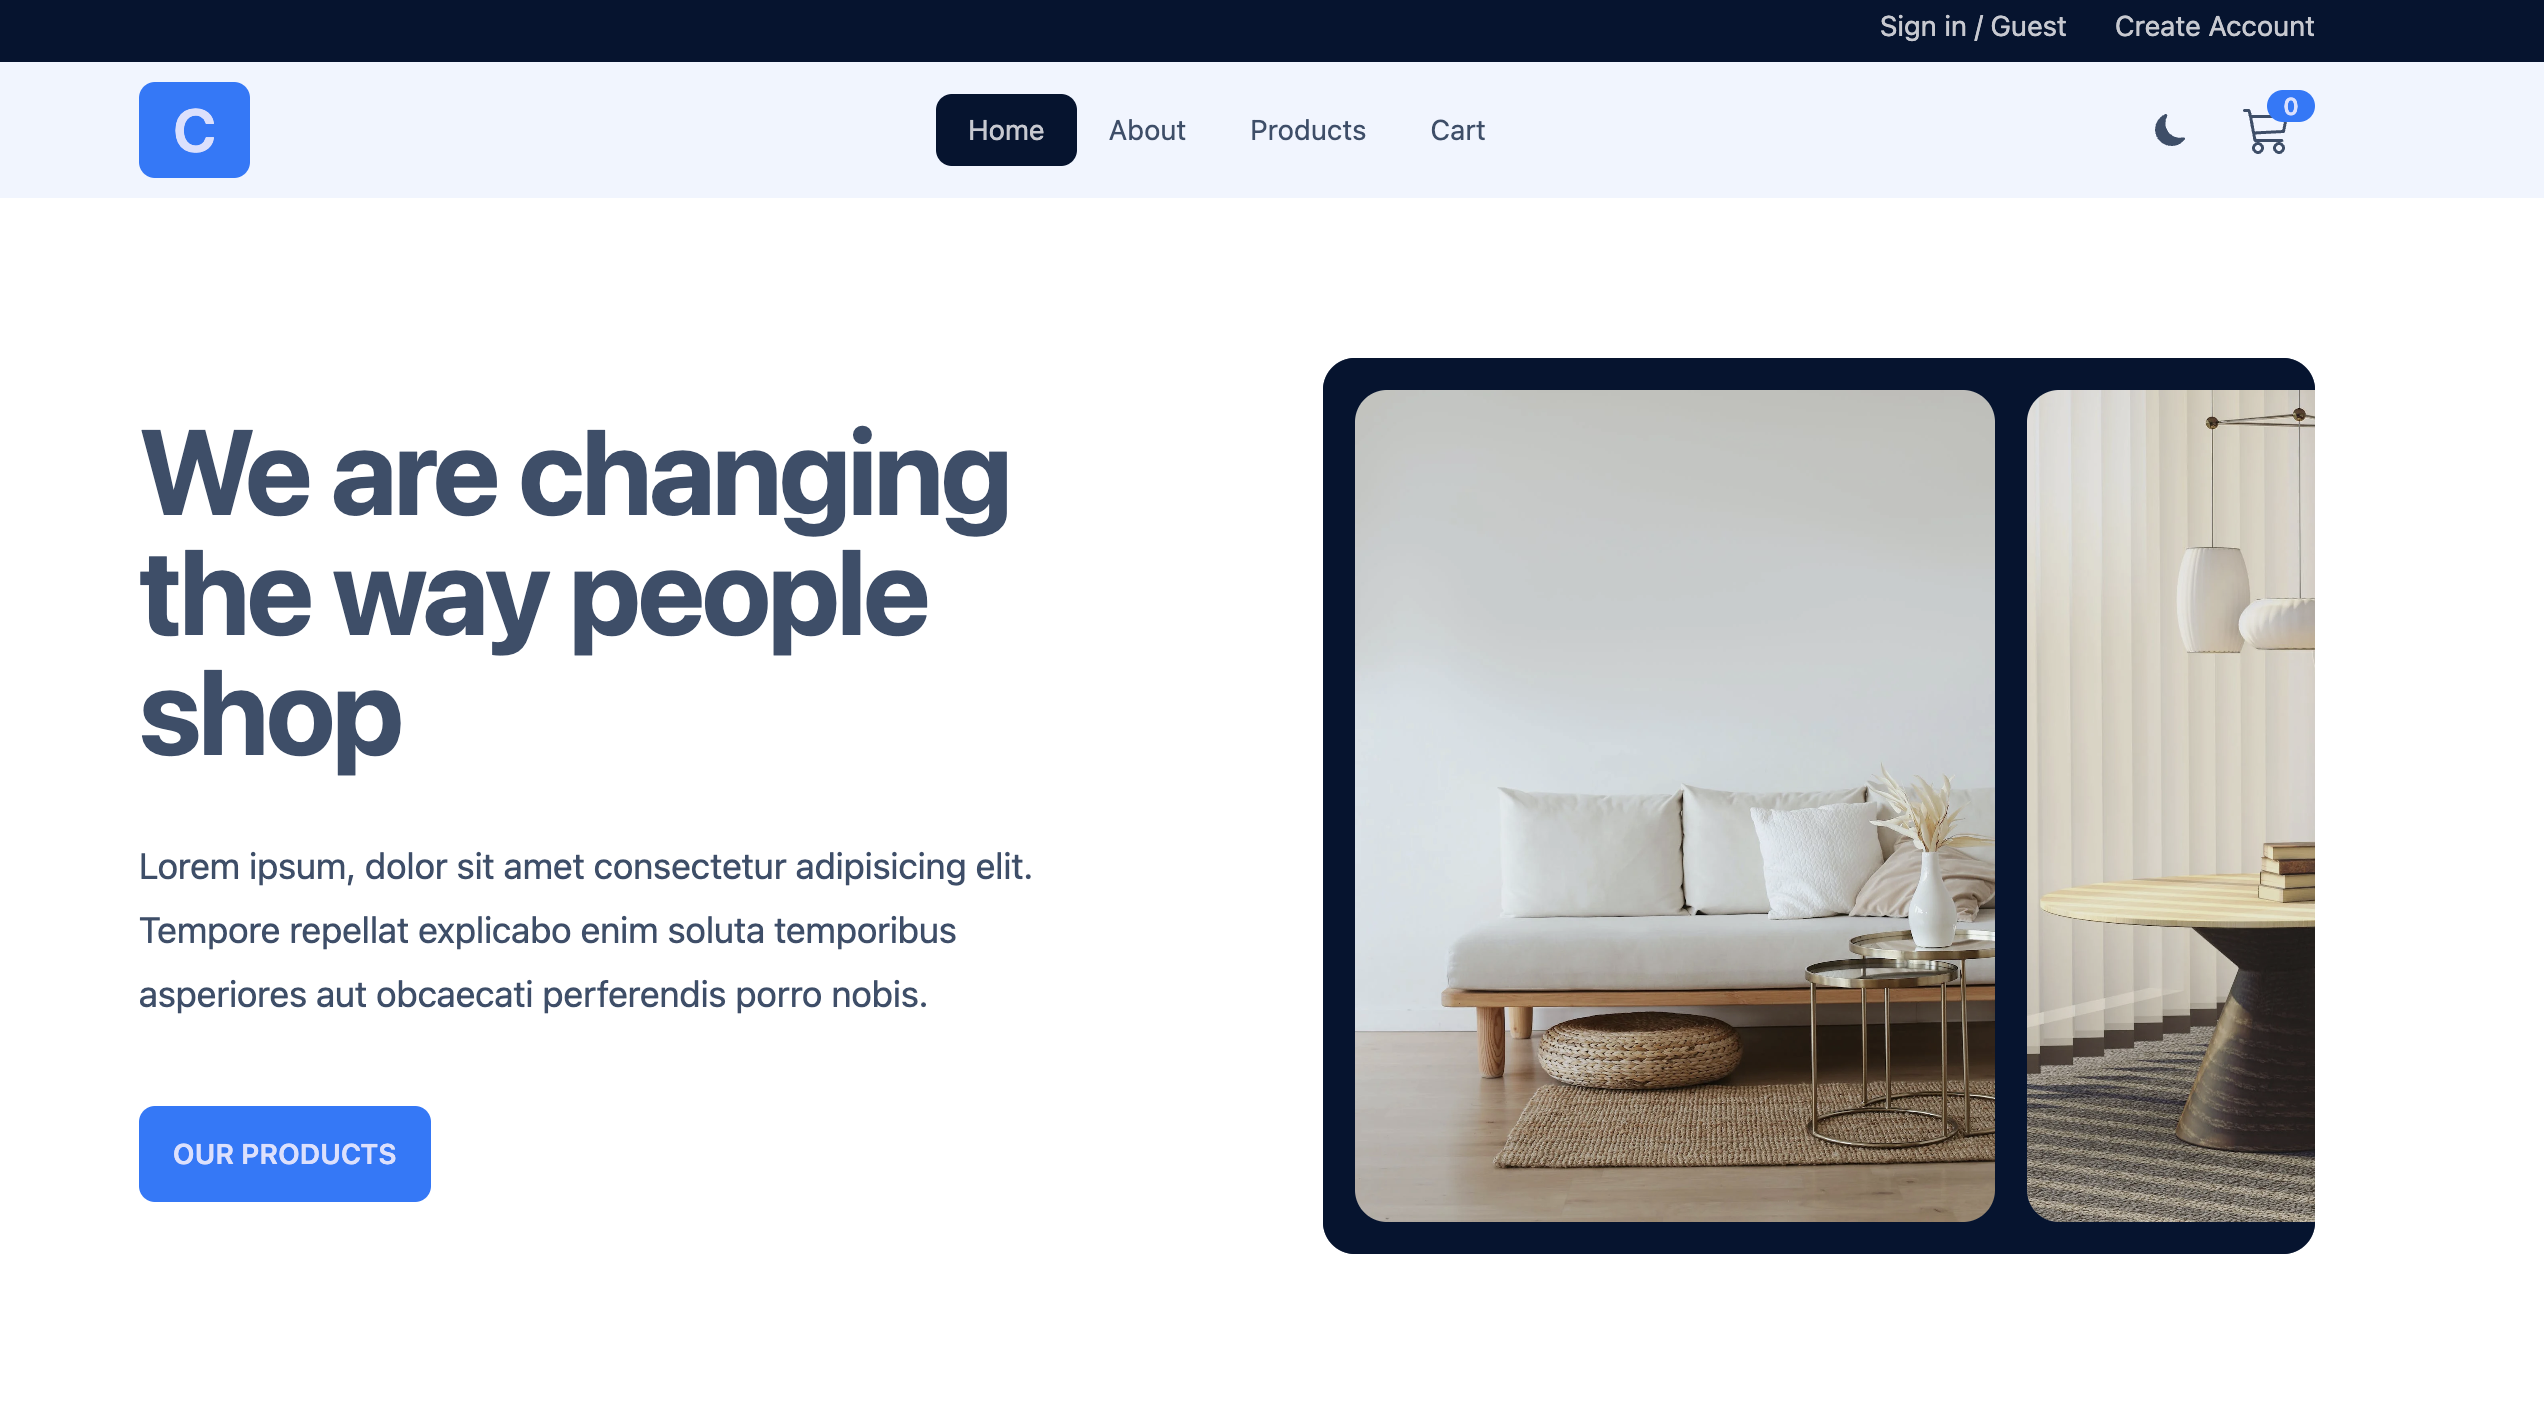 Sign in / Guest Create Account
C Home About Products Cart 0
We are changing
the way people
shop
Lorem ipsum, dolor sit amet consectetur adipisicing elit.
Tempore repellat explicabo enim soluta temporibus
asperiores aut obcaecati perferendis porro nobis.
OUR PRODUCTS